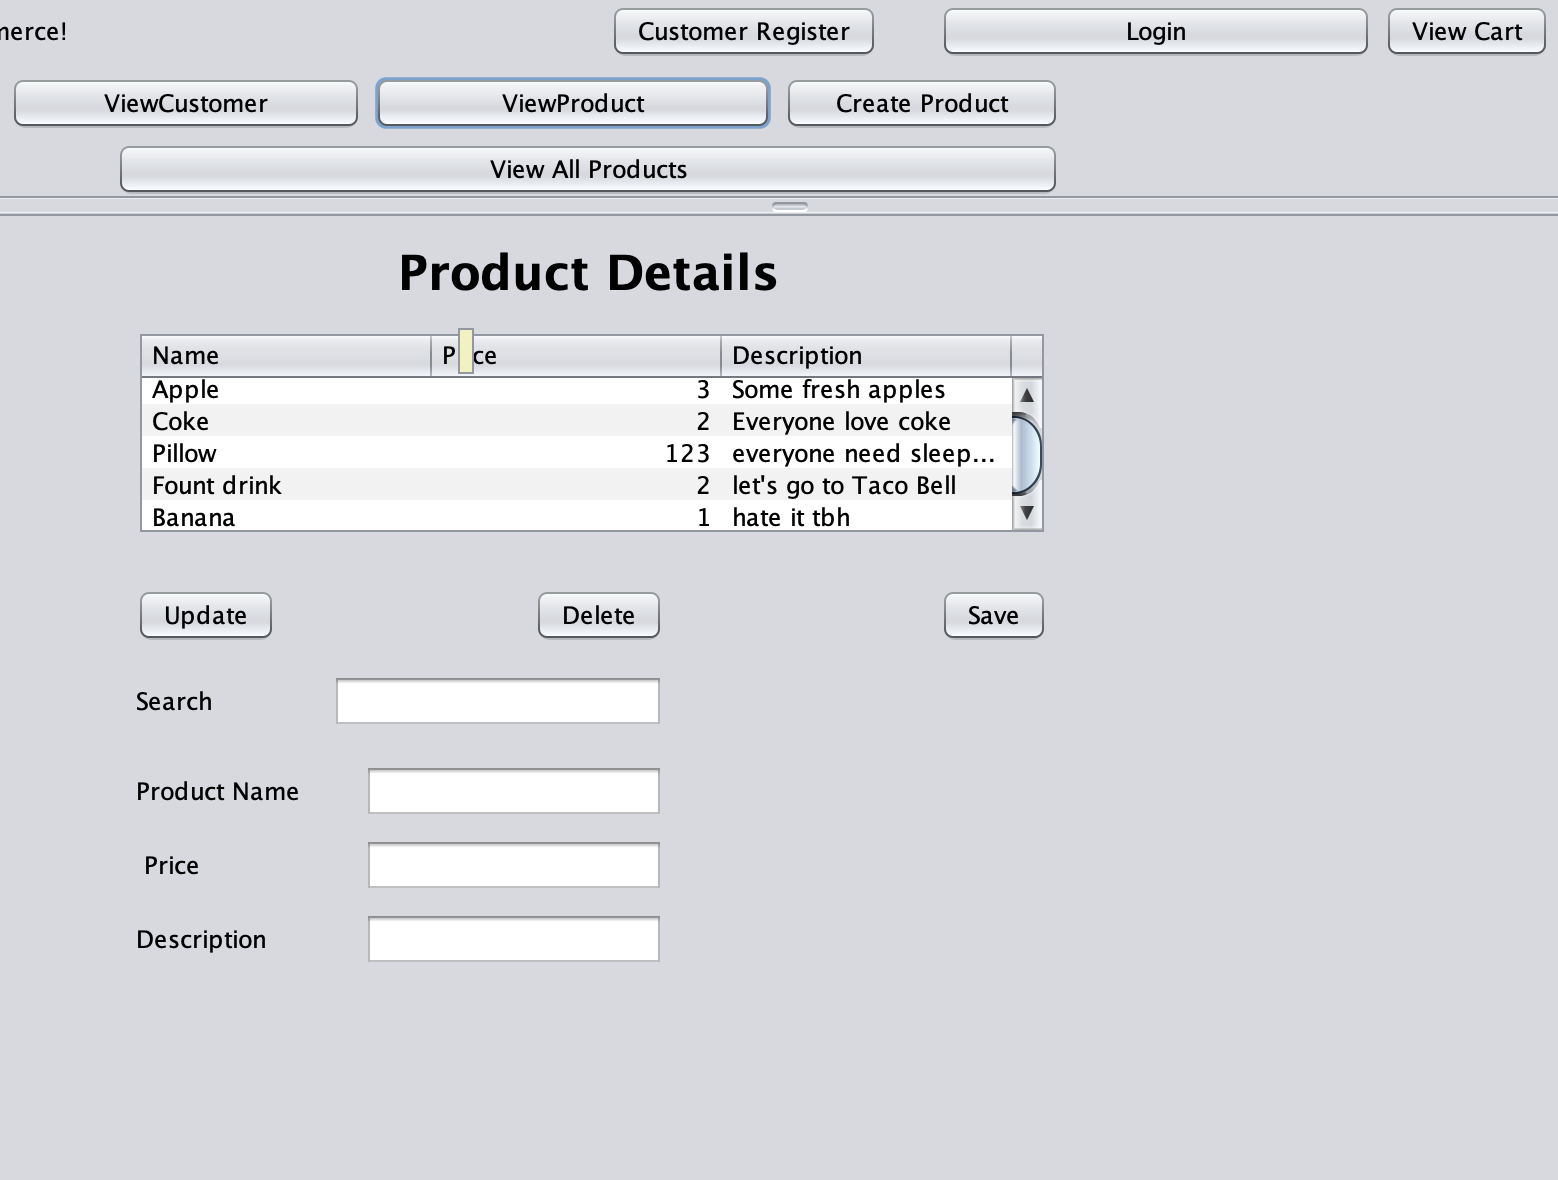 merce! Customer Register Login View Cart
ViewCustomer ViewProduct Create Product
View All Products
Product Details
Name P ce Description
Apple 3 Some fresh apples
Coke 2 Everyone love coke
Pillow 123 everyone need sleep...
Fount drink 2 let's go to Taco Bell
Banana 1 hate it tbh
Update Delete Save
Search
Product Name
Price
Description